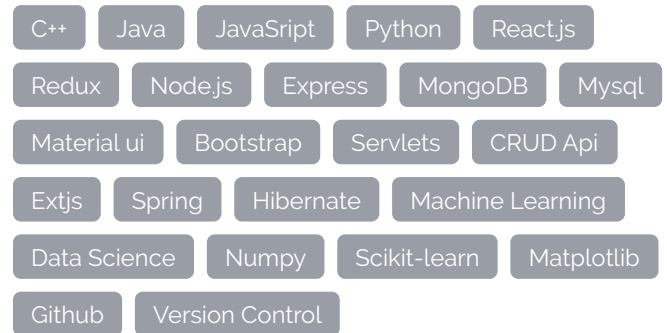 C++ Java JavaSript Python React.js
Redux Node.js Express MongoDB Mysql
Material ui Bootstrap Servlets CRUD Api
Extjs Spring Hibernate Machine Learning
Data Science Numpy Scikit-learn Matplotlib
Github Version Control